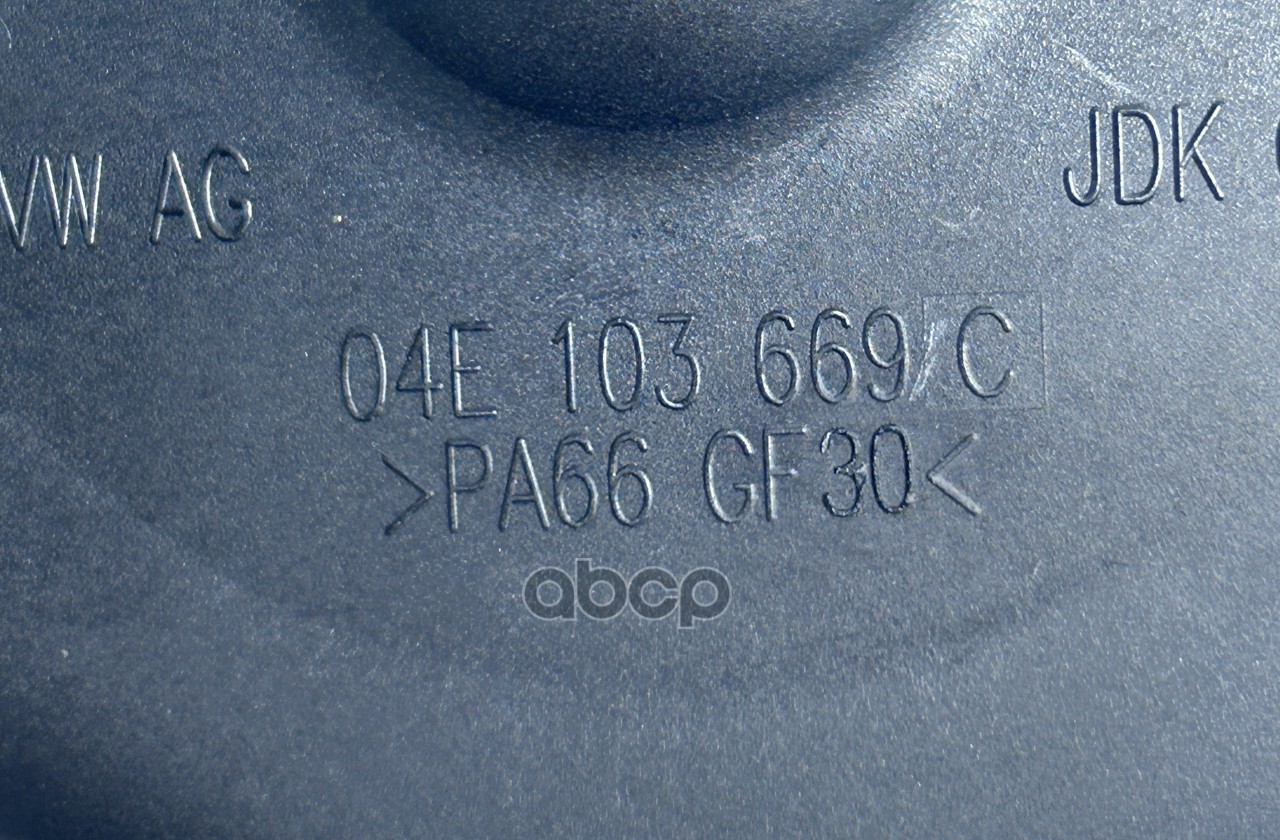 VW AG
JDK
04E 103 669/C
>PA66 GF30<
abcp